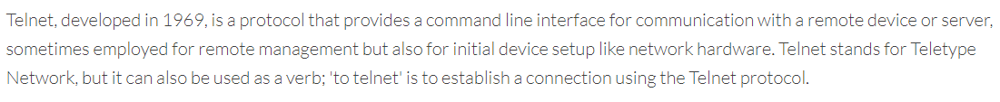 Telnet, developed in 1969, is a protocol that provides a command line interface for communication with a remote device or server,
sometimes employed for remote management but also for initial device setup like network hardware. Telnet stands for Teletype
Network, but it can also be used as a verb; 'to telnet' is to establish a connection using the Telnet protocol.